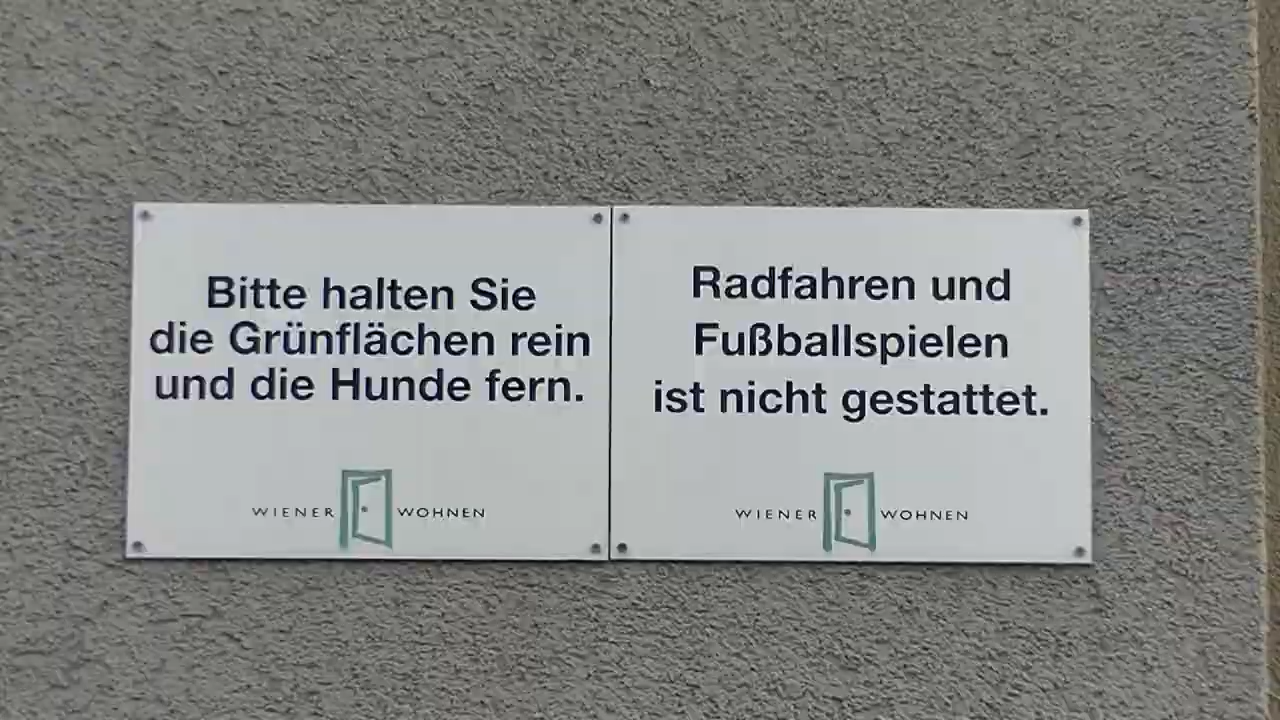 Bitte halten Sie
die Grünflächen rein
und die Hunde fern.
WIENER WOHNEN
Radfahren und
Fußballspielen
ist nicht gestattet.
WIENER WOHNEN